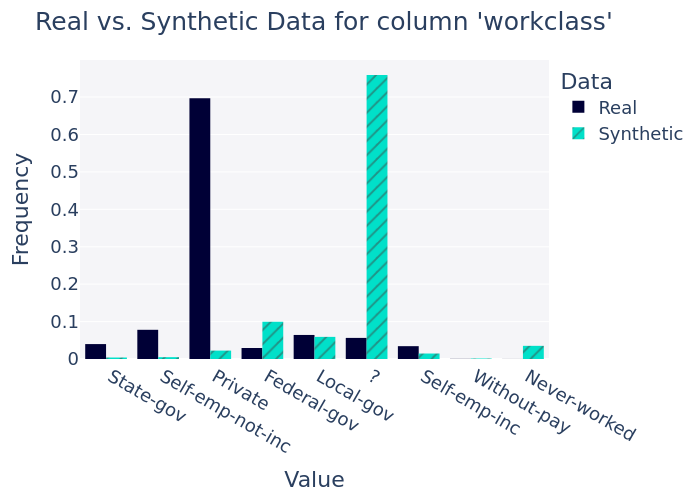 Real vs. Synthetic Data for column 'workclass'
Data
Real
Synthetic
Frequency
0.7
0.6
0.5
0.4
0.3
0.2
0.1
0
State-gov
Self-emp-not-inc
Private
Federal-gov
Local-gov
?
Self-emp-inc
Without-pay
Never-worked
Value